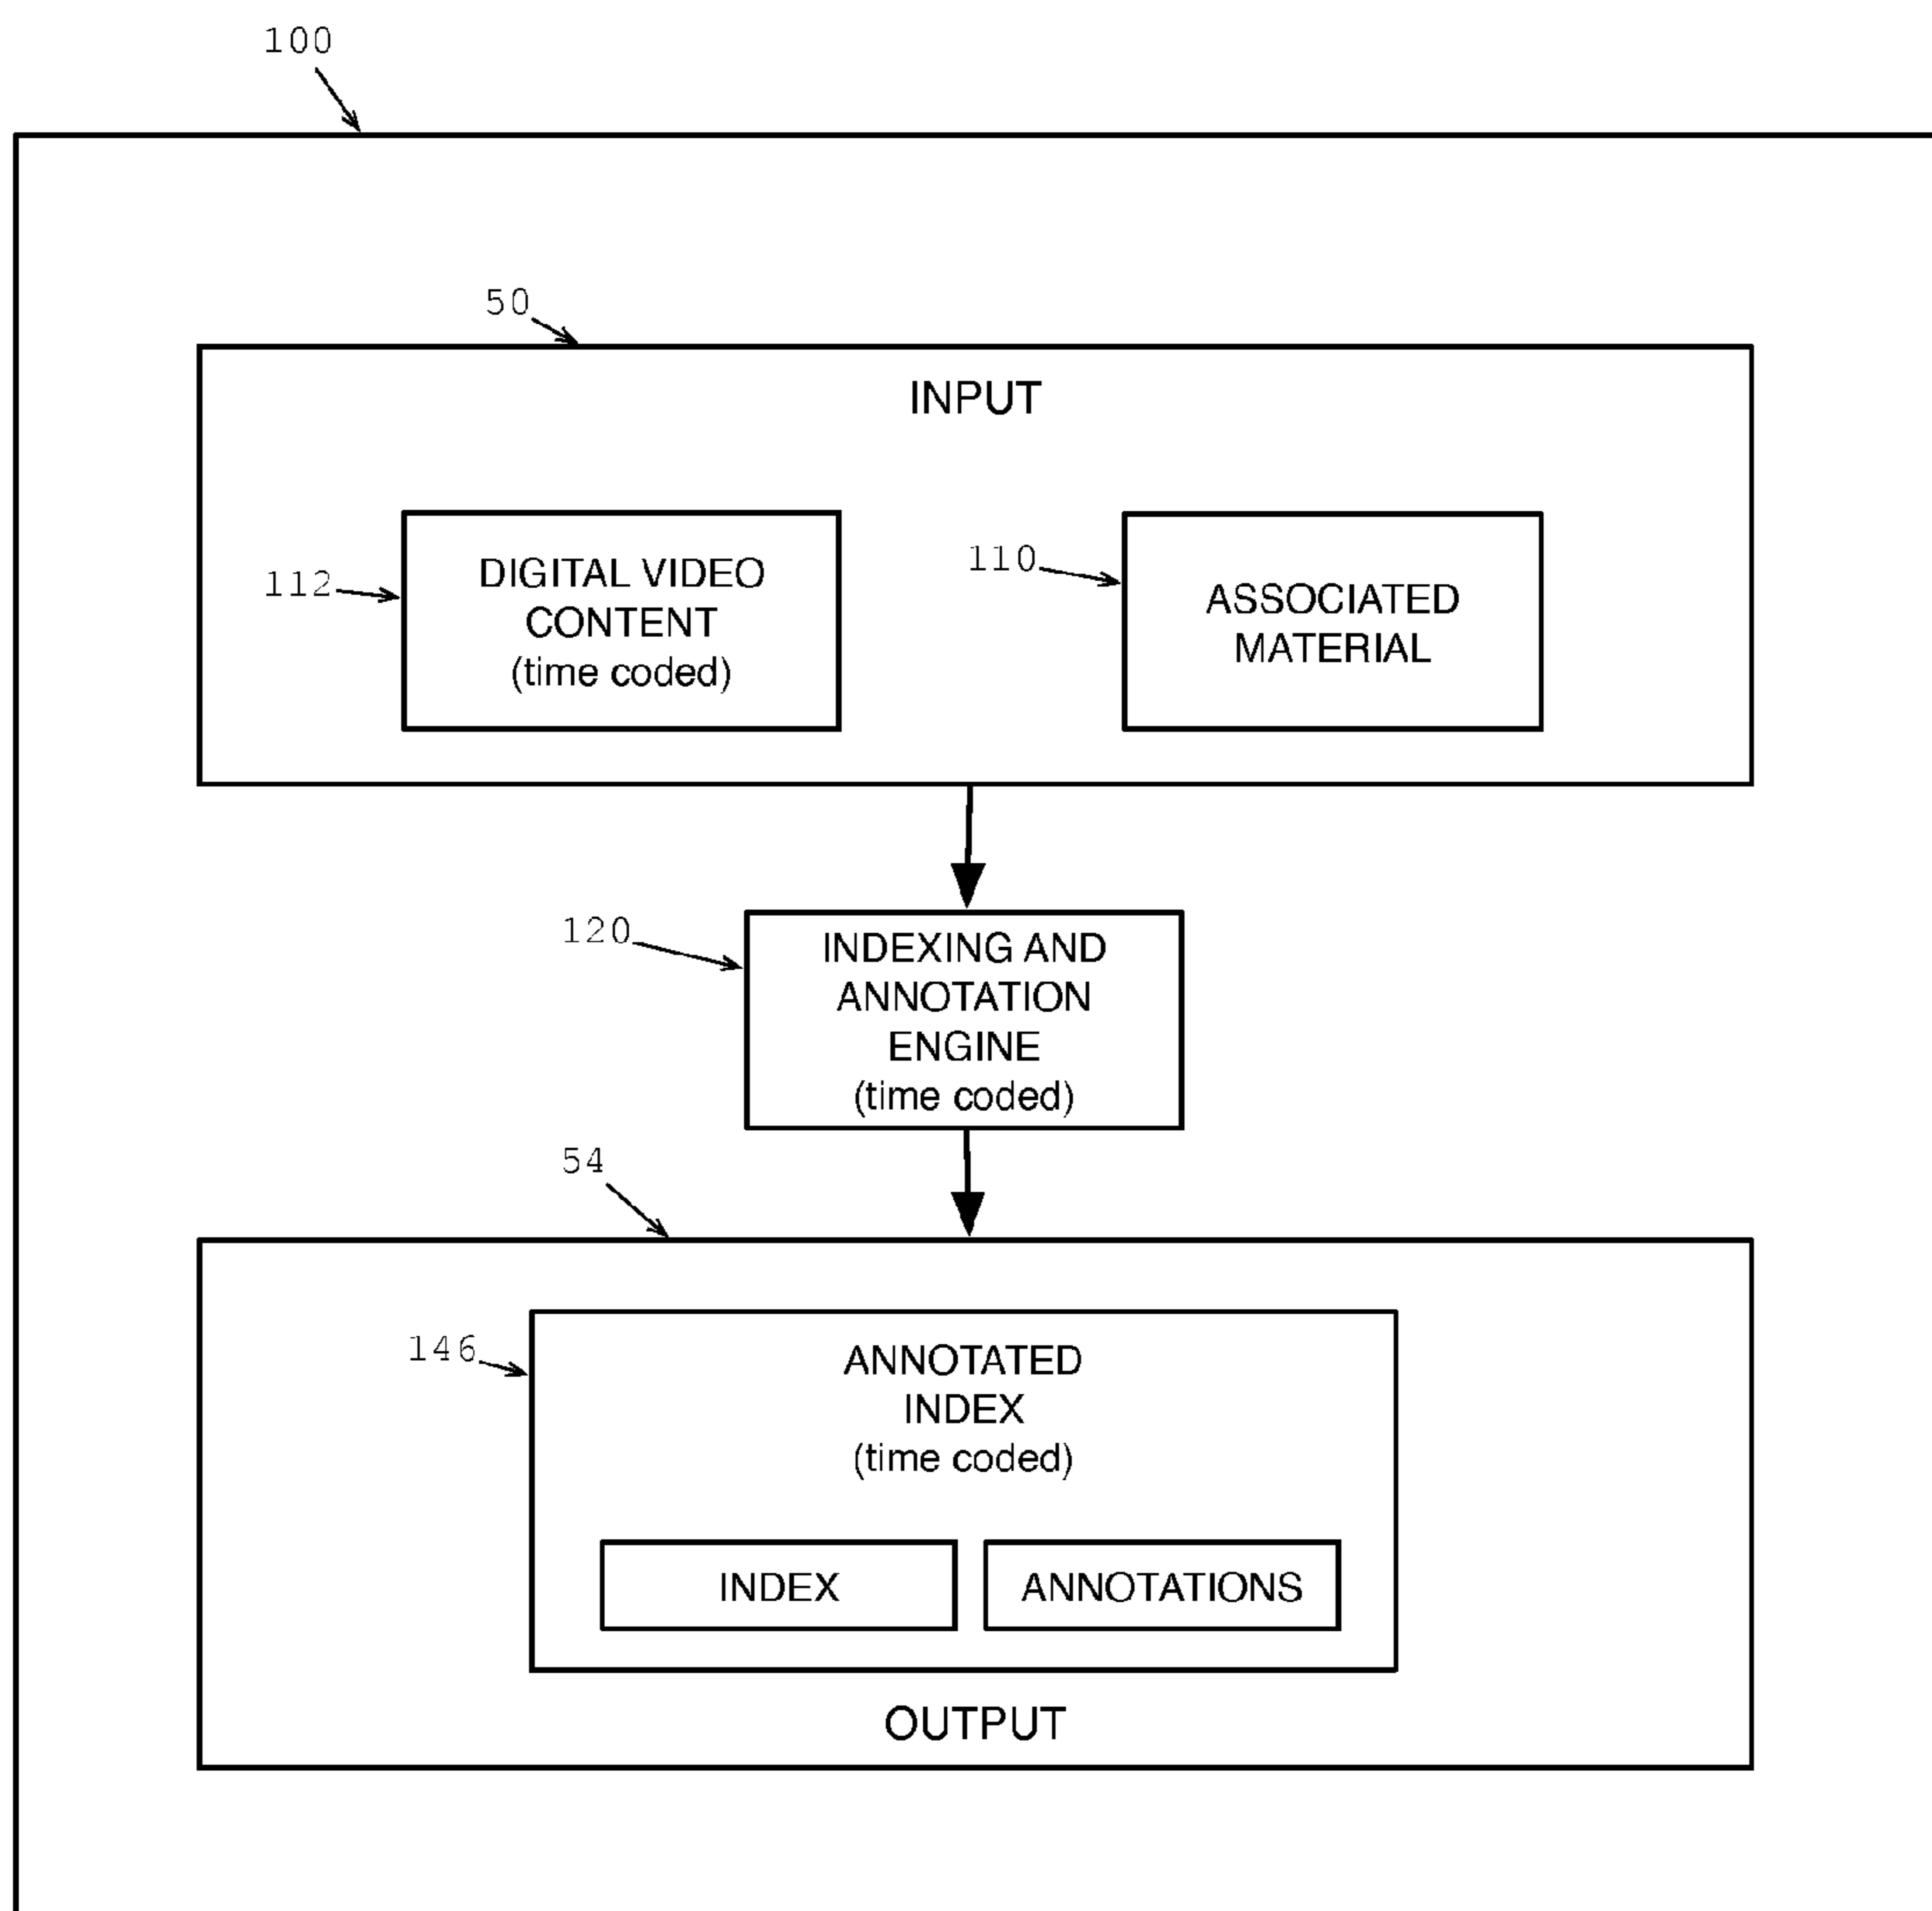 100
50
INPUT
112
DIGITAL VIDEO
CONTENT
(time coded)
110
ASSOCIATED
MATERIAL
120
INDEXING AND
ANNOTATION
ENGINE
(time coded)
54
146
ANNOTATED
INDEX
(time coded)
INDEX
ANNOTATIONS
OUTPUT